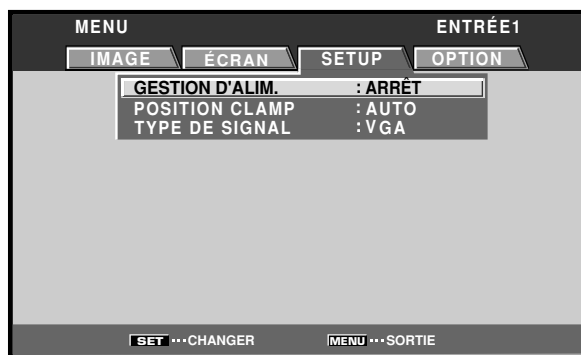 MENU ENTRÉE1
IMAGE ÉCRAN SETUP OPTION
GESTION D'ALIM. : ARRÊT
POSITION CLAMP : AUTO
TYPE DE SIGNAL : VGA
SET ···CHANGER MENU ···SORTIE